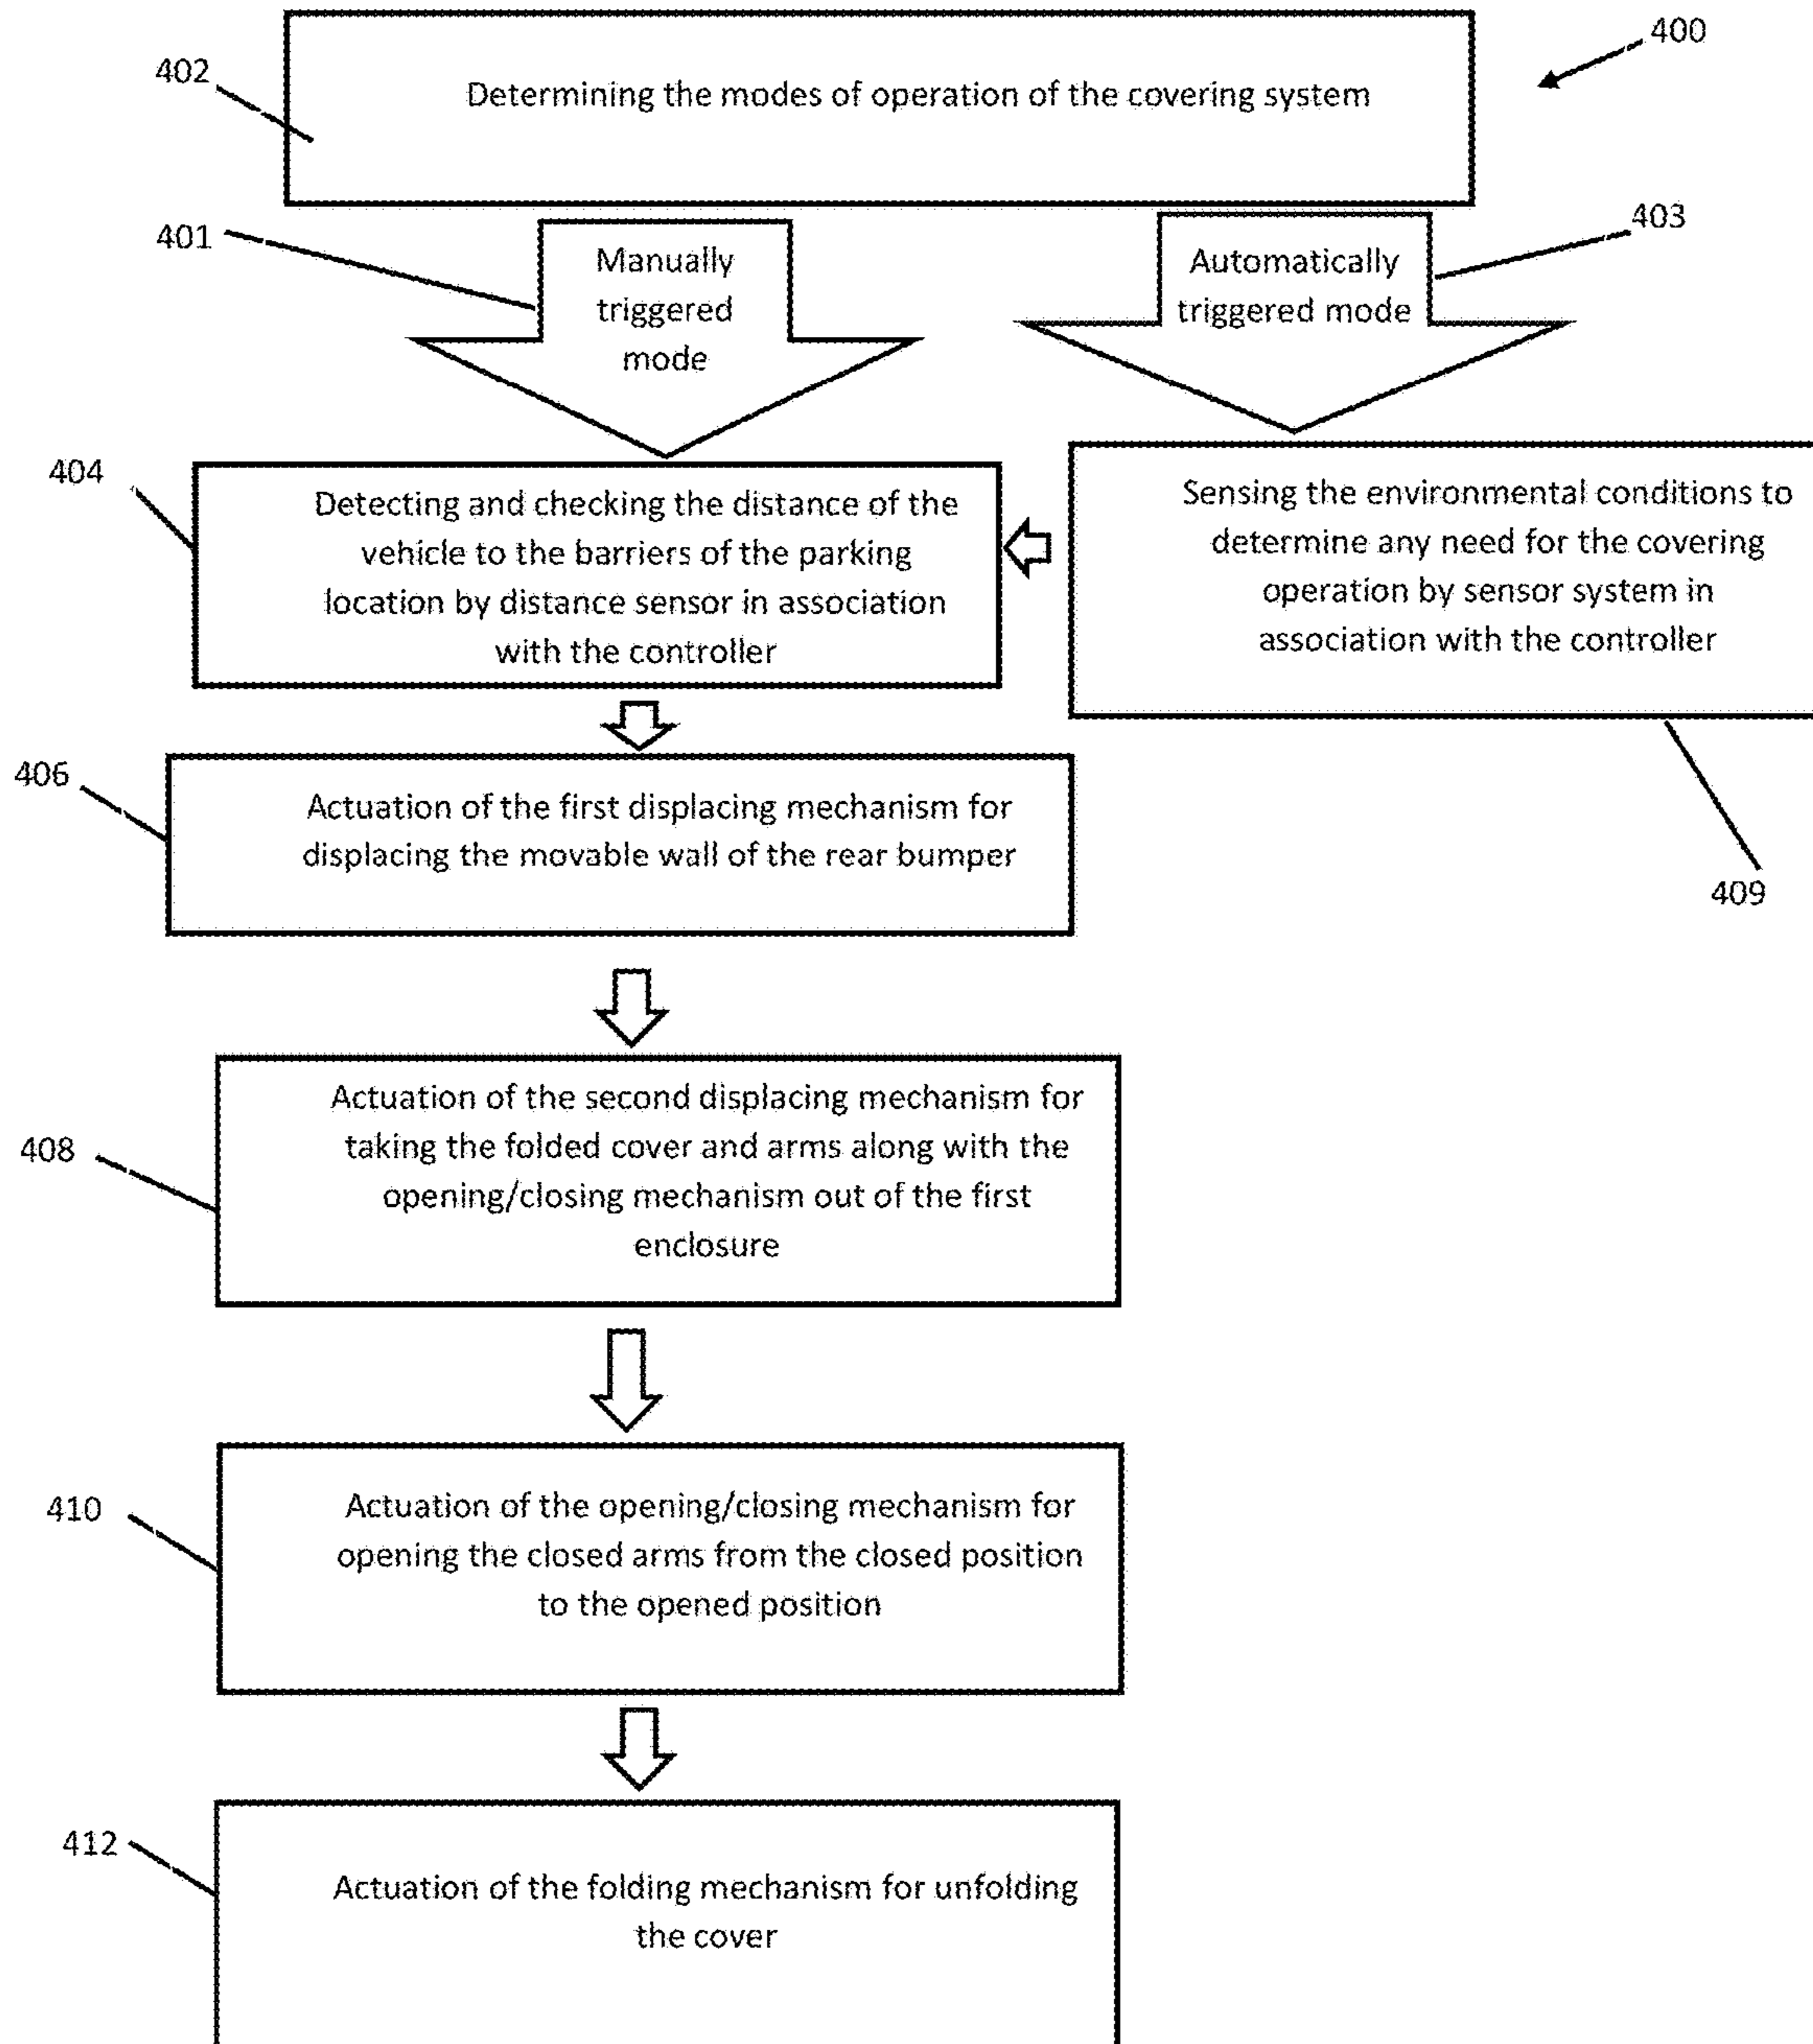 400
402
Determining the modes of operation of the covering system
401
Manually
triggered
mode
403
Automatically
triggered mode
404
Detecting and checking the distance of the
vehicle to the barriers of the parking
location by distance sensor in association
with the controller
Sensing the environmental conditions to
determine any need for the covering
operation by sensor system in
association with the controller
409
406
Actuation of the first displacing mechanism for
displacing the movable wall of the rear bumper
408
Actuation of the second displacing mechanism for
taking the folded cover and arms along with the
opening/closing mechanism out of the first
enclosure
410
Actuation of the opening/closing mechanism for
opening the closed arms from the closed position
to the opened position
412
Actuation of the folding mechanism for unfolding
the cover